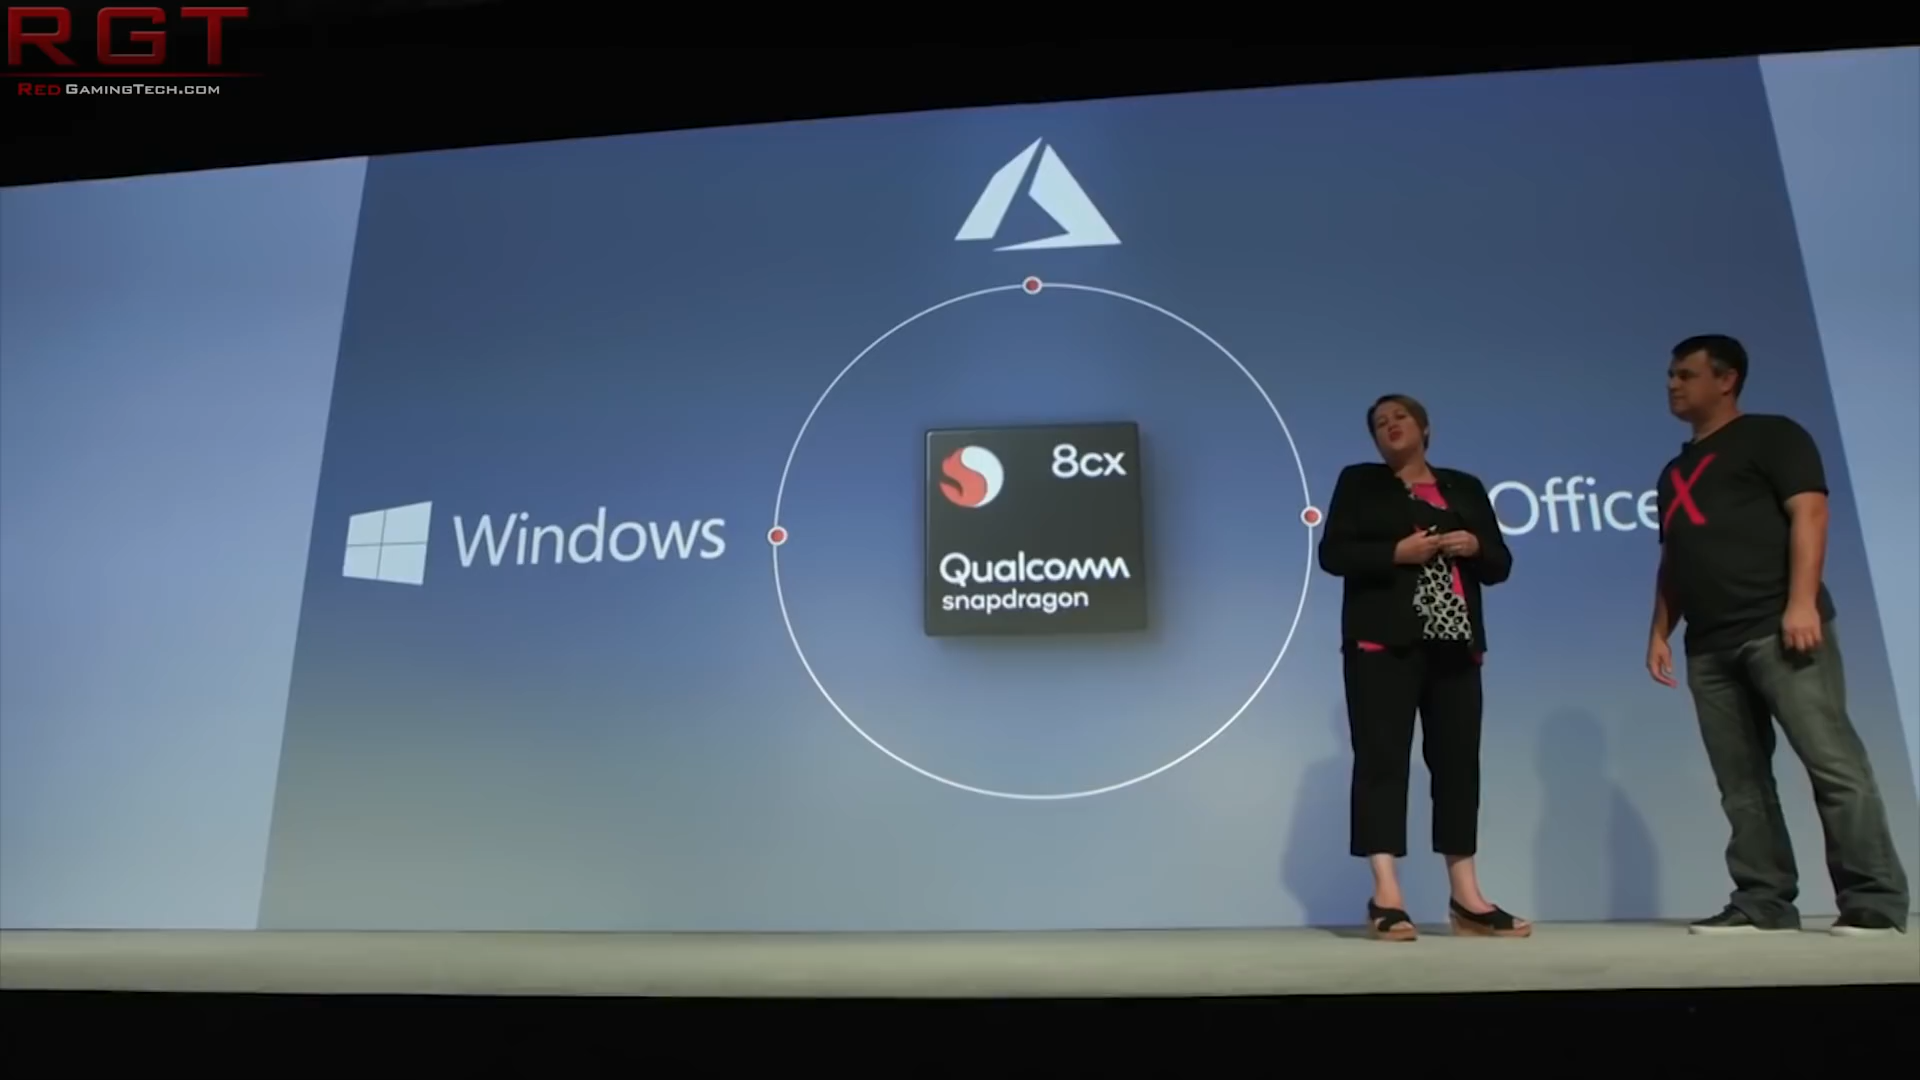 RGT
RedGamingTech.com
8cx
Windows
Office
X
Qualcomm
snapdragon